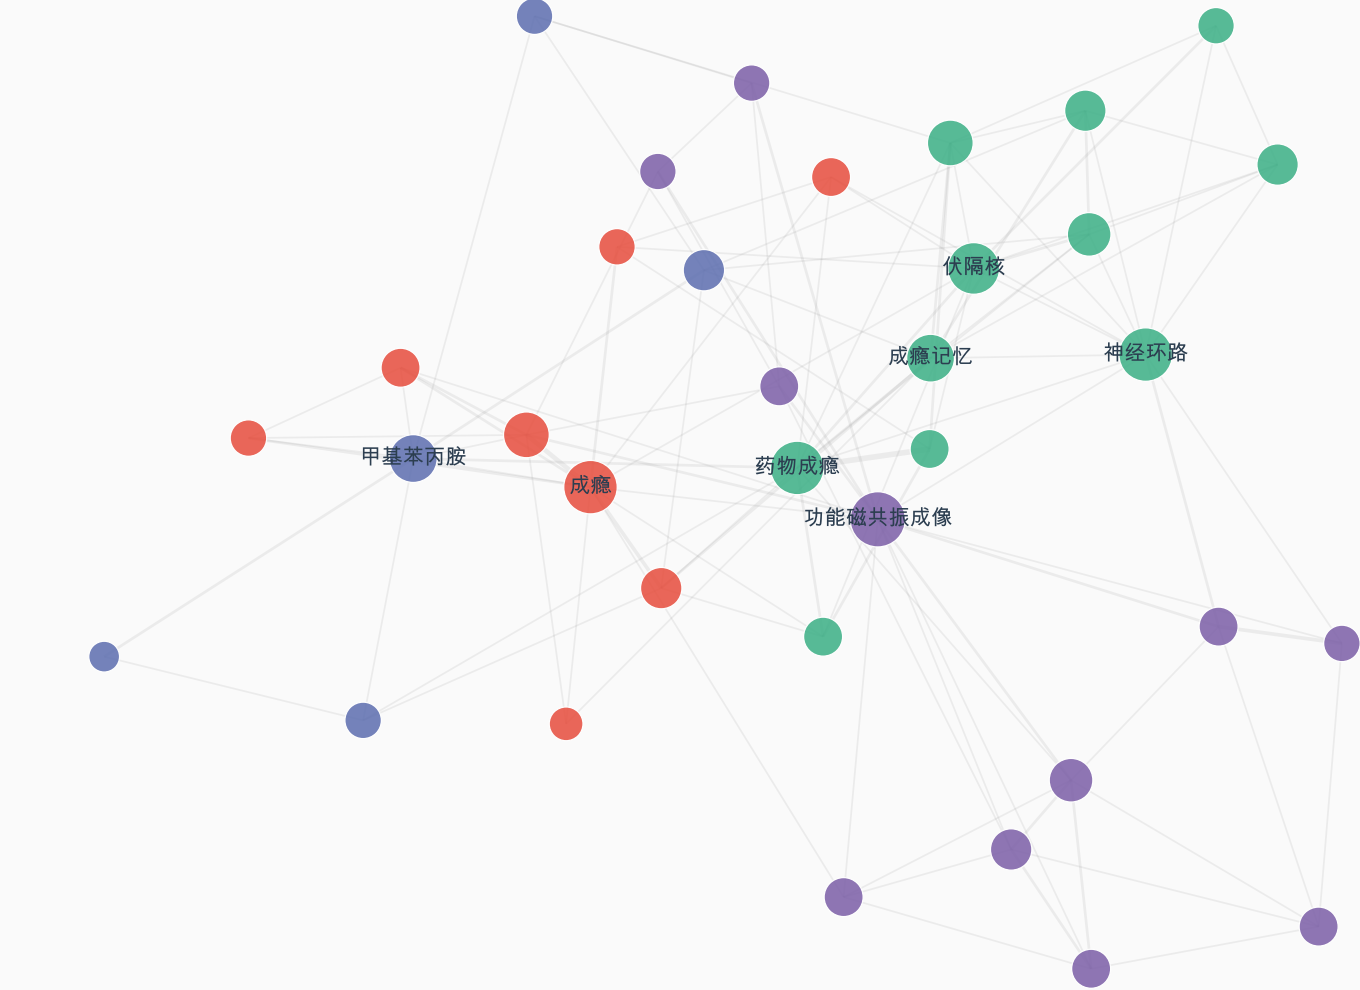 伏隔核
成瘾记忆
神经环路
甲基苯丙胺
药物成瘾
成瘾
功能磁共振成像